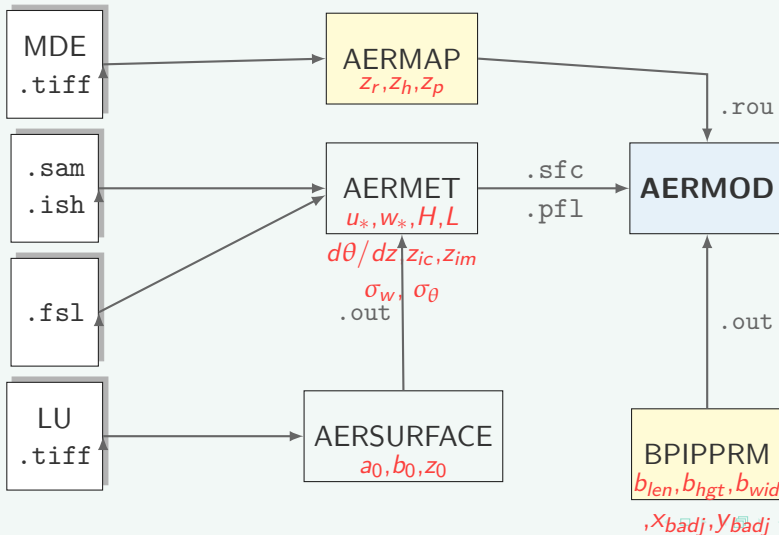 MDE
.tiff
AERMAP
z_r,z_h,z_p
.rou
.sam
.ish
AERMET
u_*,w_*,H,L
dθ/dz,z_ic,z_im
σ_w, σ_θ
.sfc
.pfl
AERMOD
.fsl
.out
.out
LU
.tiff
AERSURFACE
a_0,b_0,z_0
BPIPPRM
b_len,b_hgt,b_wid
,x_badj,y_badj